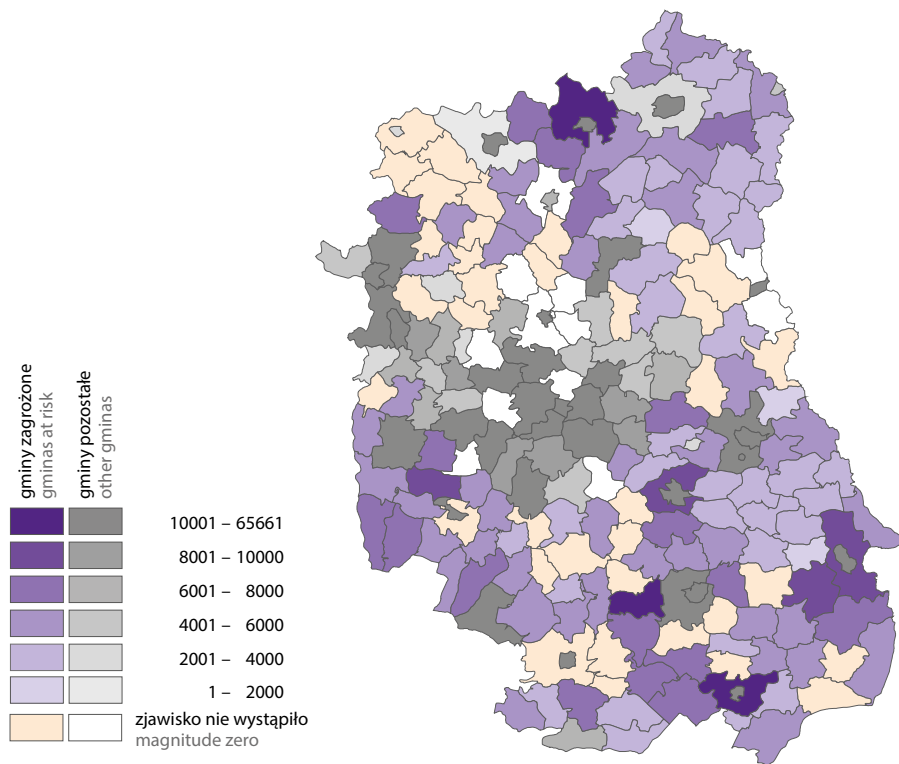 gminy zagrożone
gminas at risk
gminy pozostałe
other gminas
10001 – 65661
8001 – 10000
6001 – 8000
4001 – 6000
2001 – 4000
1 – 2000
zjawisko nie wystąpiło
magnitude zero